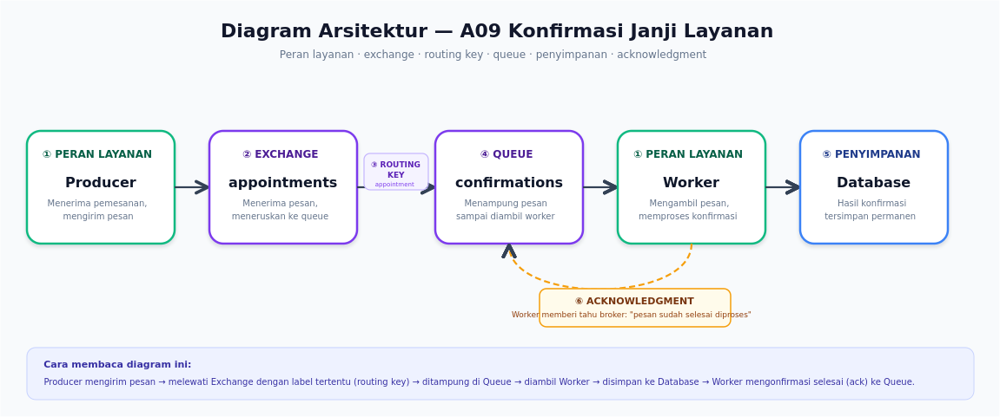 Diagram Arsitektur — A09 Konfirmasi Janji Layanan
Peran layanan · exchange · routing key · queue · penyimpanan · acknowledgment
① PERAN LAYANAN
Producer
Menerima pemesanan,
mengirim pesan
② EXCHANGE
appointments
Menerima pesan,
meneruskan ke queue
③ ROUTING
KEY
appointment
④ QUEUE
confirmations
Menampung pesan
sampai diambil worker
① PERAN LAYANAN
Worker
Mengambil pesan,
memproses konfirmasi
⑤ PENYIMPANAN
Database
Hasil konfirmasi
tersimpan permanen
⑥ ACKNOWLEDGMENT
Worker memberi tahu broker: "pesan sudah selesai diproses"
Cara membaca diagram ini:
Producer mengirim pesan → melewati Exchange dengan label tertentu (routing key) → ditampung di Queue → diambil Worker → disimpan ke Database → Worker mengonfirmasi selesai (ack) ke Queue.